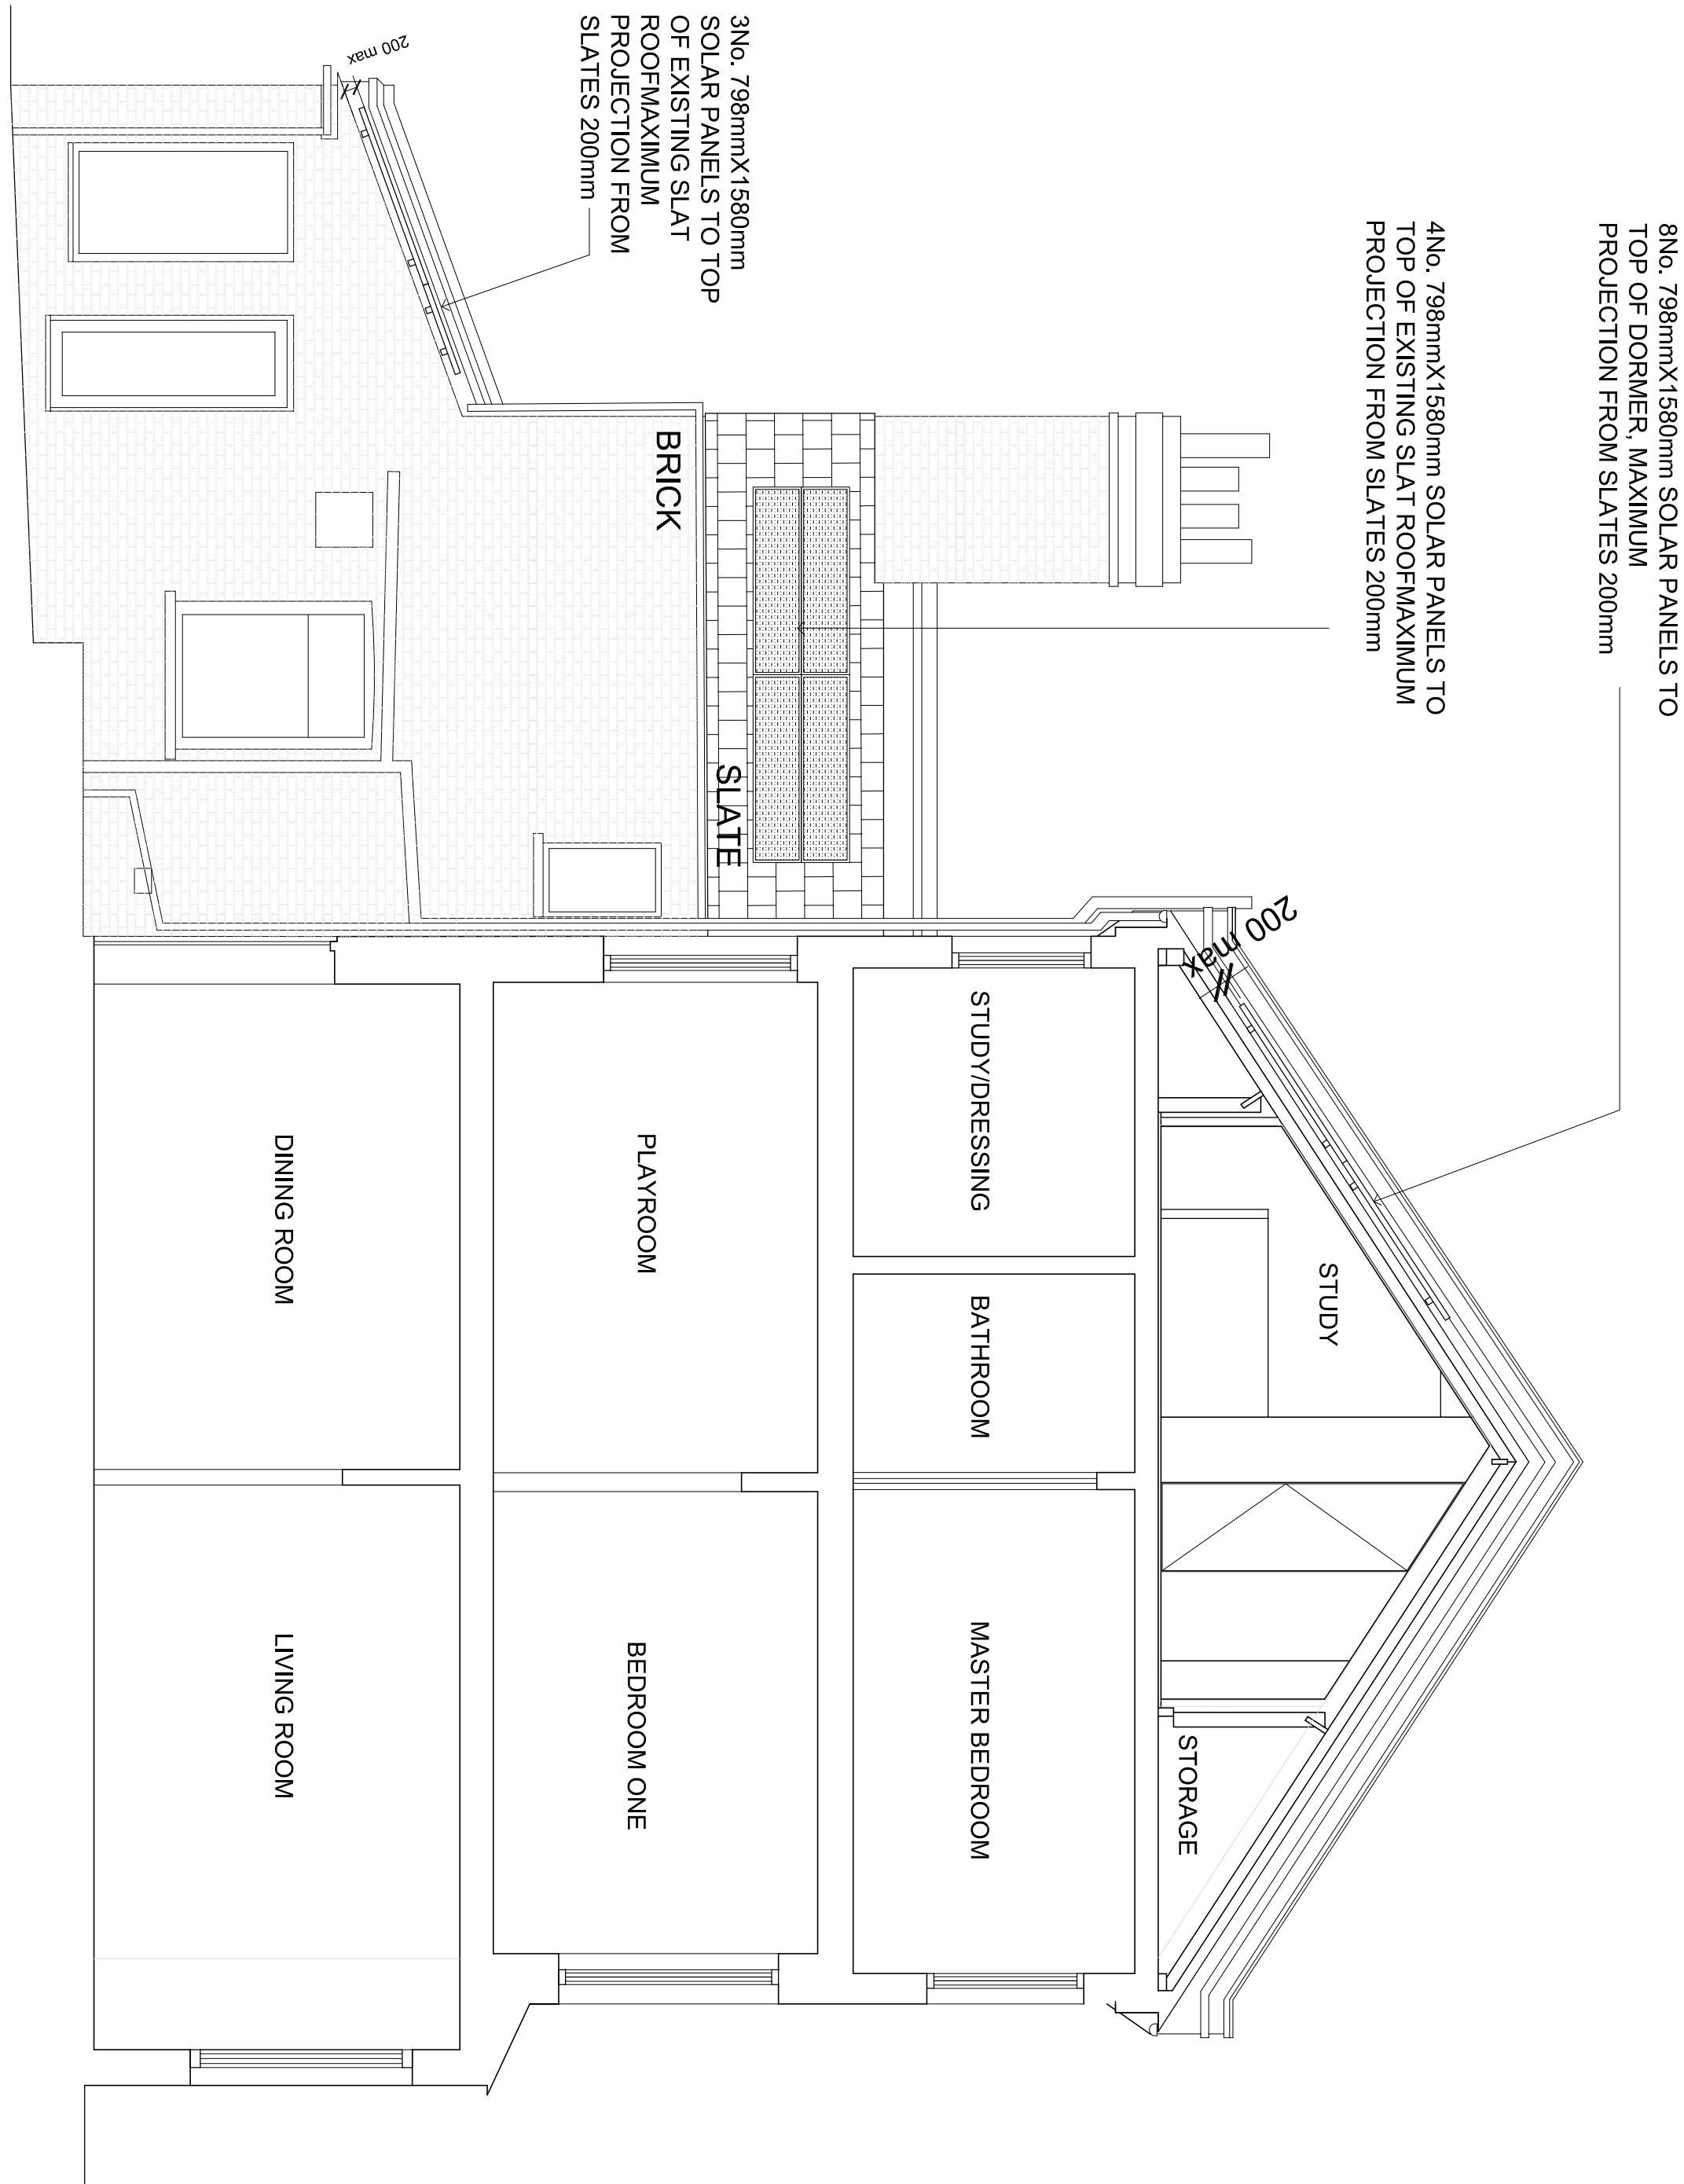 8No. 798mmX1580mm SOLAR PANELS TO
TOP OF DORMER, MAXIMUM
PROJECTION FROM SLATES 200mm
4No. 798mmX1580mm SOLAR PANELS TO
TOP OF EXISTING SLAT ROOFMAXIMUM
PROJECTION FROM SLATES 200mm
3No. 798mmX1580mm
SOLAR PANELS TO TOP
OF EXISTING SLAT
ROOFMAXIMUM
PROJECTION FROM
SLATES 200mm
200 max
200 max
STUDY
STORAGE
SLATE
BRICK
STUDY/DRESSING
BATHROOM
MASTER BEDROOM
PLAYROOM
BEDROOM ONE
DINING ROOM
LIVING ROOM